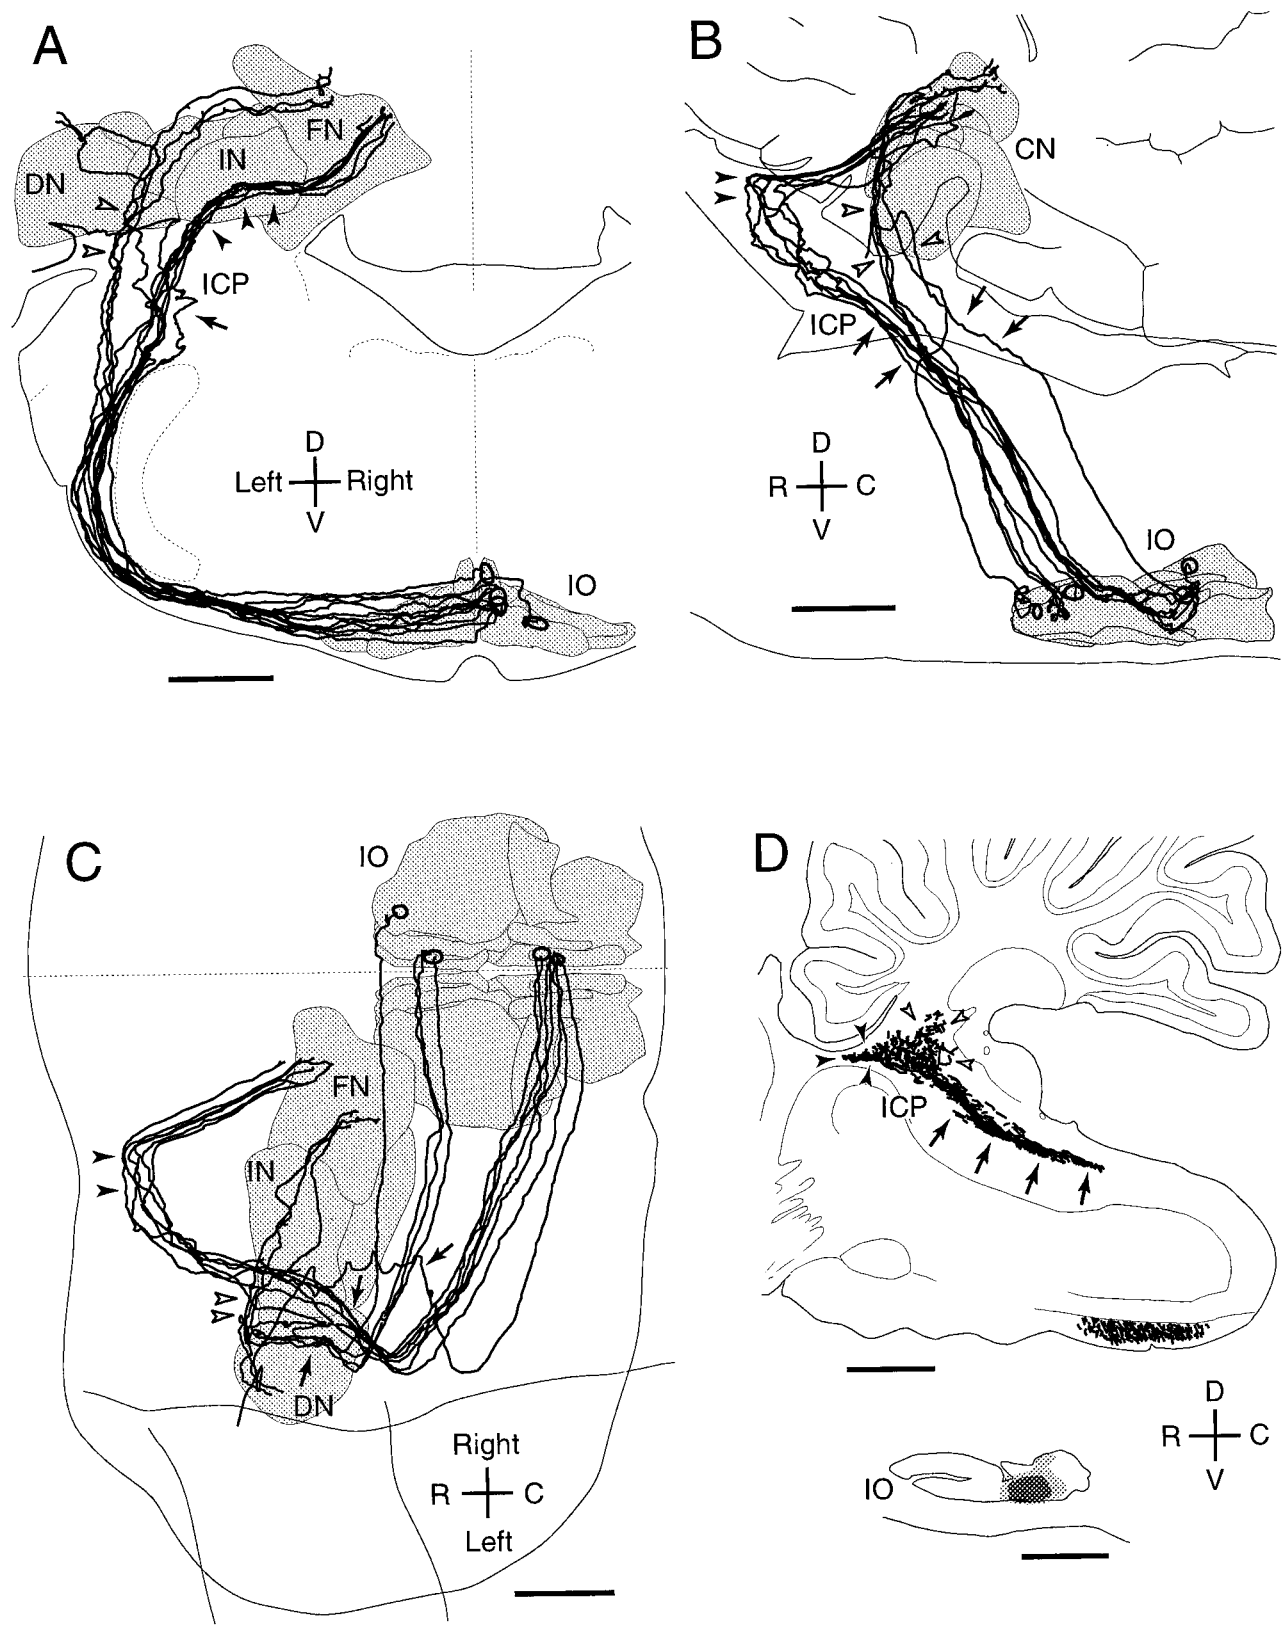 A
FN
IN
DN
ICP
D
Left Right
V
IO
B
CN
ICP
D
R C
V
IO
C
IO
FN
IN
DN
Right
R C
Left
D
ICP
D
R C
V
IO